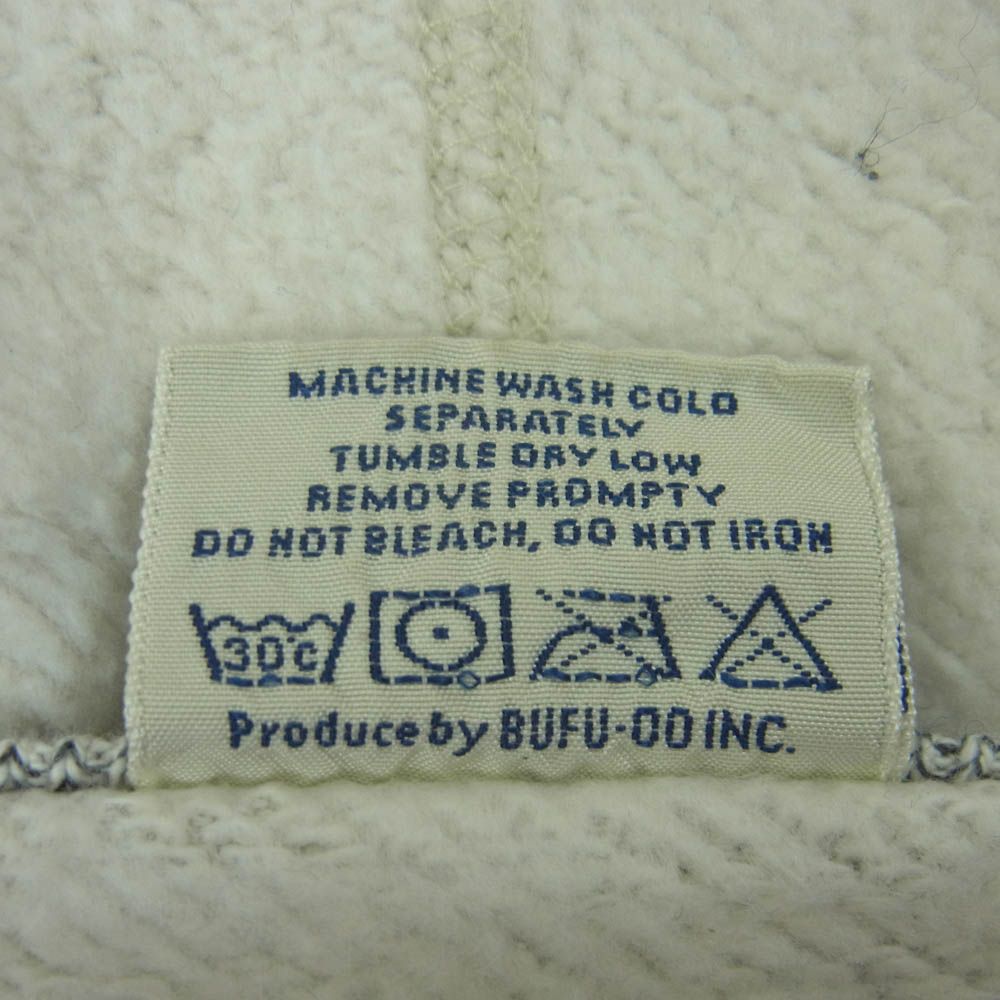 MACHINE WASH COLD
SEPARATELY
TUMBLE DRY LOW
REMOVE PROMPTY
DO NOT BLEACH, DO NOT IRON
30C
Produce by BUFU-OO INC.